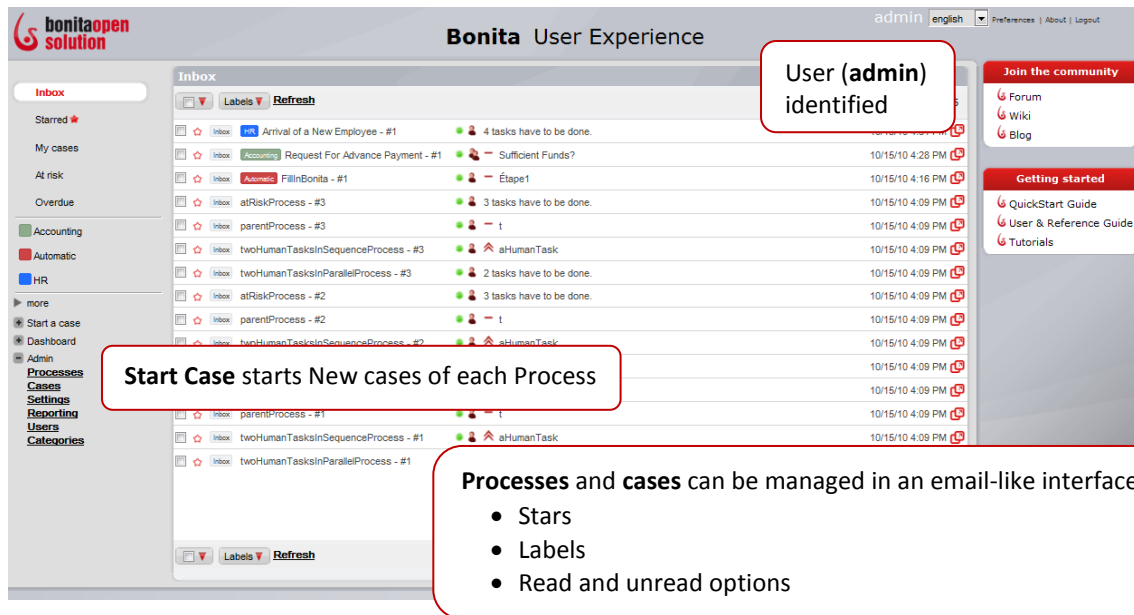 bonitaopen
solution
Bonita User Experience
admin english Preferences | About | Logout
User (admin)
identified
Inbox
Starred
My cases
At risk
Overdue
Accounting
Automatic
HR
more
Start a case
Dashboard
Admin
Processes
Cases
Settings
Reporting
Users
Categories
Inbox
Labels Refresh
Inbox HR Arrival of a New Employee - #1 4 tasks have to be done.
Inbox Accounting Request For Advance Payment - #1 Sufficient Funds? 10/15/10 4:28 PM
Inbox Automatic FillInBonita - #1 Étape1 10/15/10 4:16 PM
Inbox atRiskProcess - #3 3 tasks have to be done. 10/15/10 4:09 PM
Inbox parentProcess - #3 t 10/15/10 4:09 PM
Inbox twoHumanTasksInSequenceProcess - #3 aHumanTask 10/15/10 4:09 PM
Inbox twoHumanTasksInParallelProcess - #3 2 tasks have to be done. 10/15/10 4:09 PM
Inbox atRiskProcess - #2 3 tasks have to be done. 10/15/10 4:09 PM
Inbox parentProcess - #2 t 10/15/10 4:09 PM
Inbox twoHumanTasksInSequenceProcess - #2 aHumanTask 10/15/10 4:09 PM
10/15/10 4:09 PM
10/15/10 4:09 PM
Inbox parentProcess - #1 t 10/15/10 4:09 PM
Inbox twoHumanTasksInSequenceProcess - #1 aHumanTask 10/15/10 4:09 PM
Inbox twoHumanTasksInParallelProcess - #1
Labels Refresh
Start Case starts New cases of each Process
Processes and cases can be managed in an email-like interface
• Stars
• Labels
• Read and unread options
Join the community
Forum
Wiki
Blog
Getting started
QuickStart Guide
User & Reference Guide
Tutorials